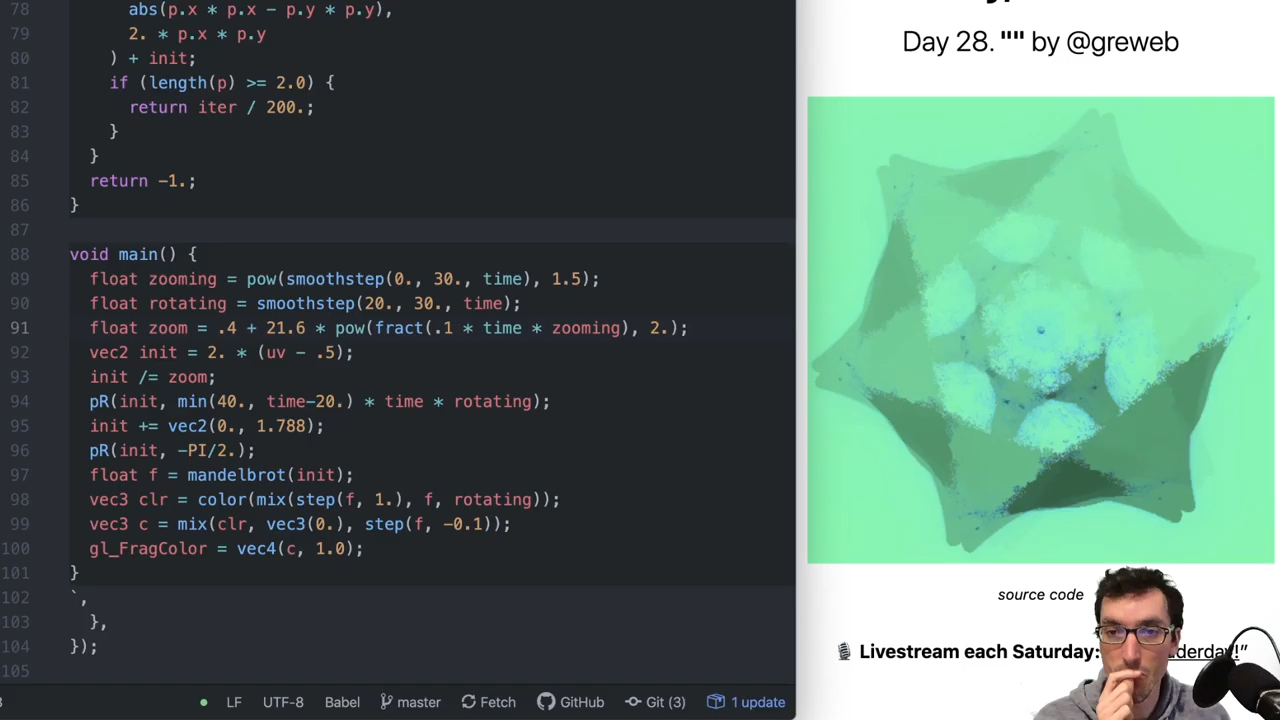 78 abs(p.x * p.x - p.y * p.y),
79 2. * p.x * p.y
80 ) + init;
81 if (length(p) >= 2.0) {
82 return iter / 200.;
83 }
84 }
85 return -1.;
86 }
87
88 void main() {
89 float zooming = pow(smoothstep(0., 30., time), 1.5);
90 float rotating = smoothstep(20., 30., time);
91 float zoom = .4 + 21.6 * pow(fract(.1 * time * zooming), 2.);
92 vec2 init = 2. * (uv - .5);
93 init /= zoom;
94 pR(init, min(40., time-20.) * time * rotating);
95 init += vec2(0., 1.788);
96 pR(init, -PI/2.);
97 float f = mandelbrot(init);
98 vec3 clr = color(mix(step(f, 1.), f, rotating));
99 vec3 c = mix(clr, vec3(0.), step(f, -0.1));
100 gl_FragColor = vec4(c, 1.0);
101 }
102 `,
103 },
104 });
105
LF UTF-8 Babel master Fetch GitHub Git (3) 1 update
Day 28. "" by @greweb
source code
Livestream each Saturday: